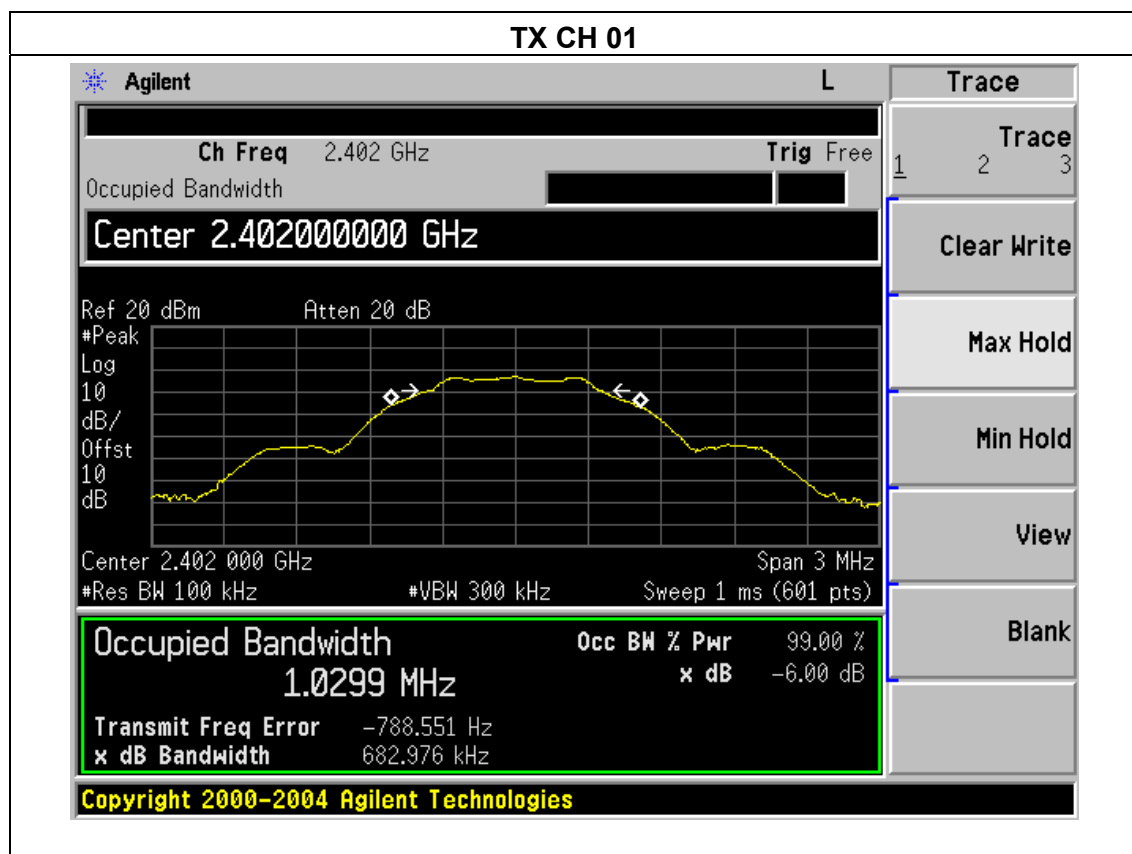 TX CH 01
Agilent L Trace
Ch Freq 2.402 GHz Trig Free
Occupied Bandwidth
Center 2.402000000 GHz
Ref 20 dBm Atten 20 dB
#Peak
Log
10
dB/
Offst
10
dB
Center 2.402 000 GHz Span 3 MHz
#Res BW 100 kHz #VBW 300 kHz Sweep 1 ms (601 pts)
Occupied Bandwidth Occ BW % Pwr 99.00 %
1.0299 MHz x dB -6.00 dB
Transmit Freq Error -788.551 Hz
x dB Bandwidth 682.976 kHz
Trace
1 2 3
Clear Write
Max Hold
Min Hold
View
Blank
Copyright 2000-2004 Agilent Technologies